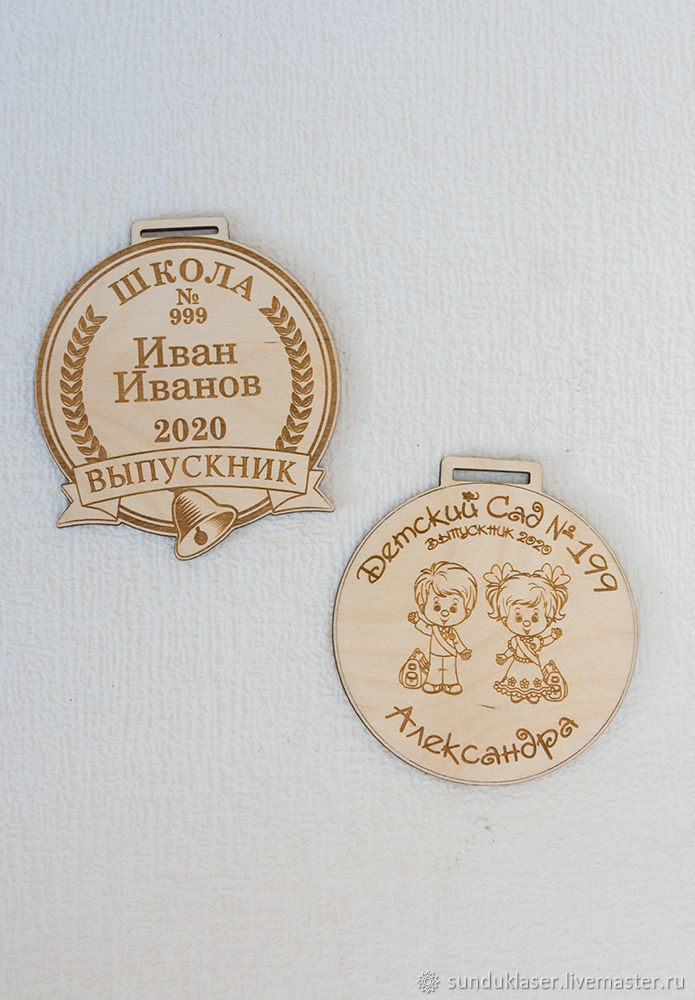 ШКОЛА
№
999
Иван
Иванов
2020
ВЫПУСКНИК
Детский Сад № 199
Выпускник 2020
Александра
sunduklaser.livemaster.ru